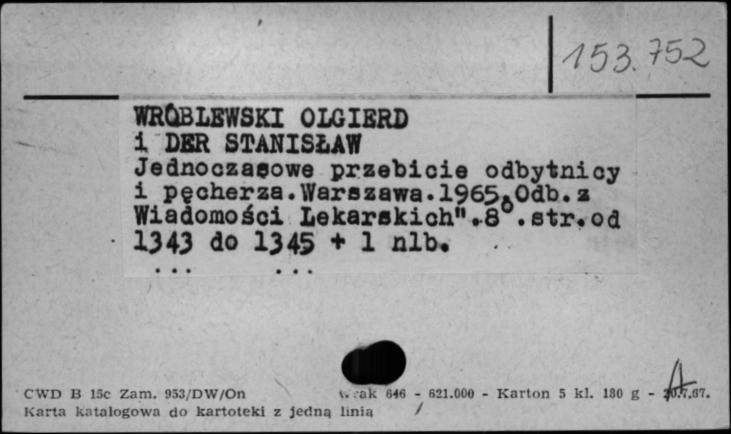 153.752
WRÓBLEWSKI OLGIERD
i DER STANISŁAW
Jednoczasowe przebicie odbytnicy
i pęcherza.Warszawa.1965.Odb.z
Wiadomości Lekarskich".8°.str.od
1343 do 1345 + 1 nlb.
... ...
CWD B 15c Zam. 953/DW/On 646 - 621.000 - Karton 5 kl. 180 g -
Karta katalogowa do kartoteki z jedną linią